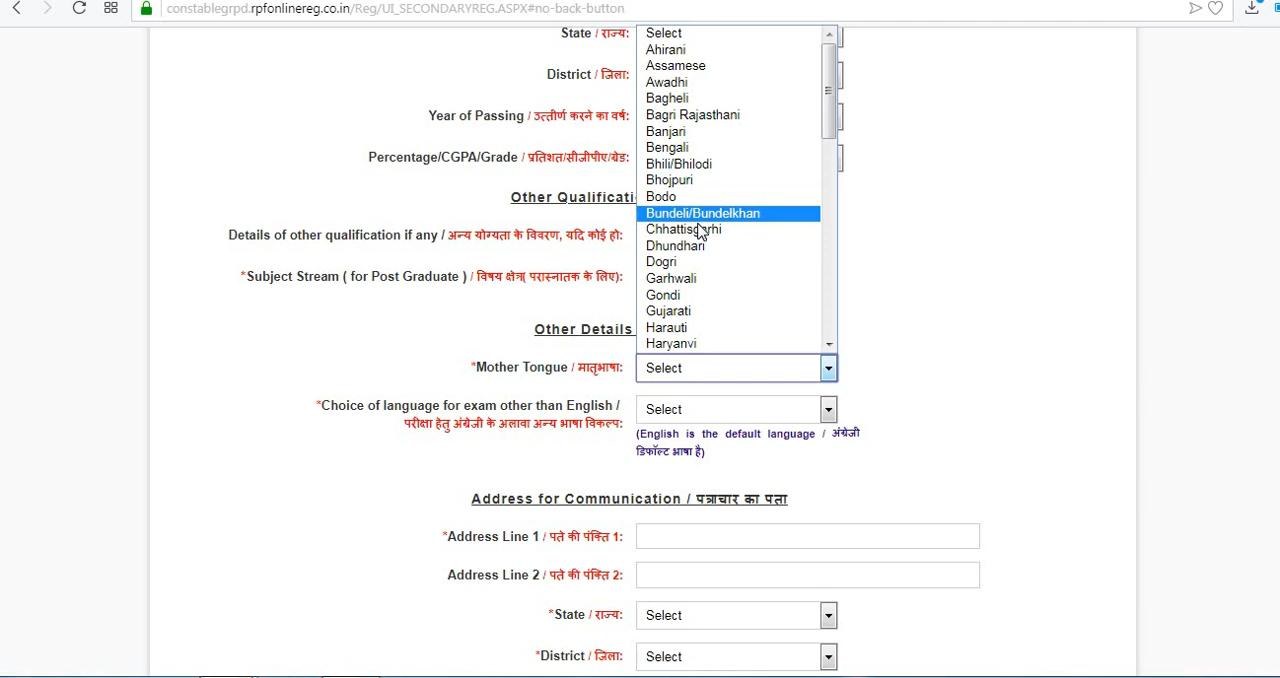 constablegrpd.rpfonlinereg.co.in/Reg/UI_SECONDARYREG.ASPX#no-back-button
State / राज्य:
District / जिला:
Year of Passing / उत्तीर्ण करने का वर्ष:
Percentage/CGPA/Grade / प्रतिशत/सीजीपीए/ग्रेड:
Other Qualificati
Details of other qualification if any / अन्य योग्यता के विवरण, यदि कोई हो:
*Subject Stream ( for Post Graduate ) / विषय क्षेत्र( परास्नातक के लिए):
Other Details
Select
Ahirani
Assamese
Awadhi
Bagheli
Bagri Rajasthani
Banjari
Bengali
Bhili/Bhilodi
Bhojpuri
Bodo
Bundeli/Bundelkhan
Chhattisgarhi
Dhundhari
Dogri
Garhwali
Gondi
Gujarati
Harauti
Haryanvi
*Mother Tongue / मातृभाषा: Select
*Choice of language for exam other than English / Select
परीक्षा हेतु अंग्रेजी के अलावा अन्य भाषा विकल्प:
(English is the default language / अंग्रेजी
डिफॉल्ट भाषा है)
Address for Communication / पत्राचार का पता
*Address Line 1 / पते की पंक्ति 1:
Address Line 2 / पते की पंक्ति 2:
*State / राज्य: Select
*District / जिला: Select